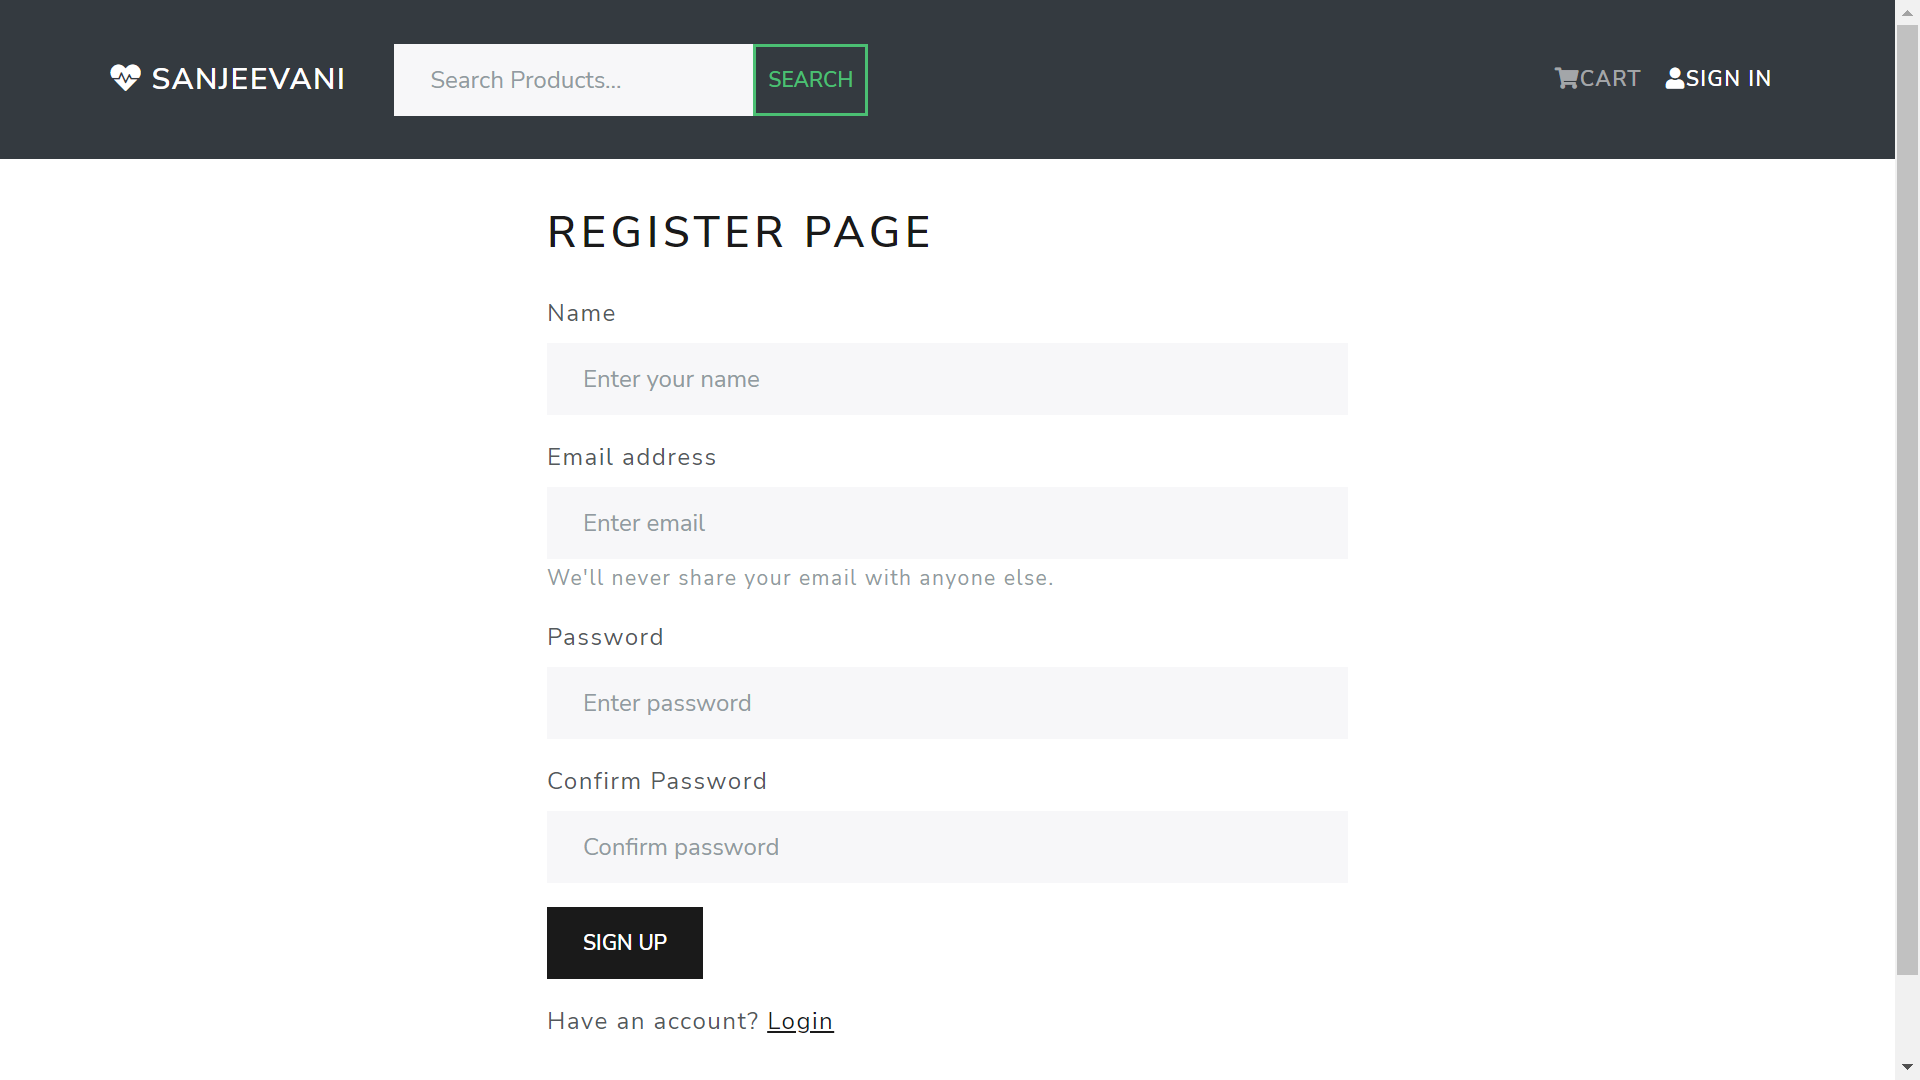 SANJEEVANI
Search Products...
SEARCH
CART
SIGN IN
REGISTER PAGE
Name
Enter your name
Email address
Enter email
We'll never share your email with anyone else.
Password
Enter password
Confirm Password
Confirm password
SIGN UP
Have an account? Login